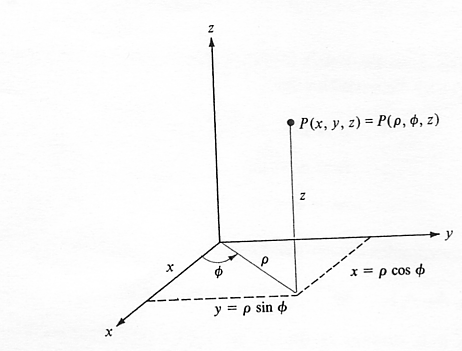 z
P(x, y, z) = P(ρ, ϕ, z)
z
y
x
ϕ
ρ
x = ρ cos ϕ
y = ρ sin ϕ
x